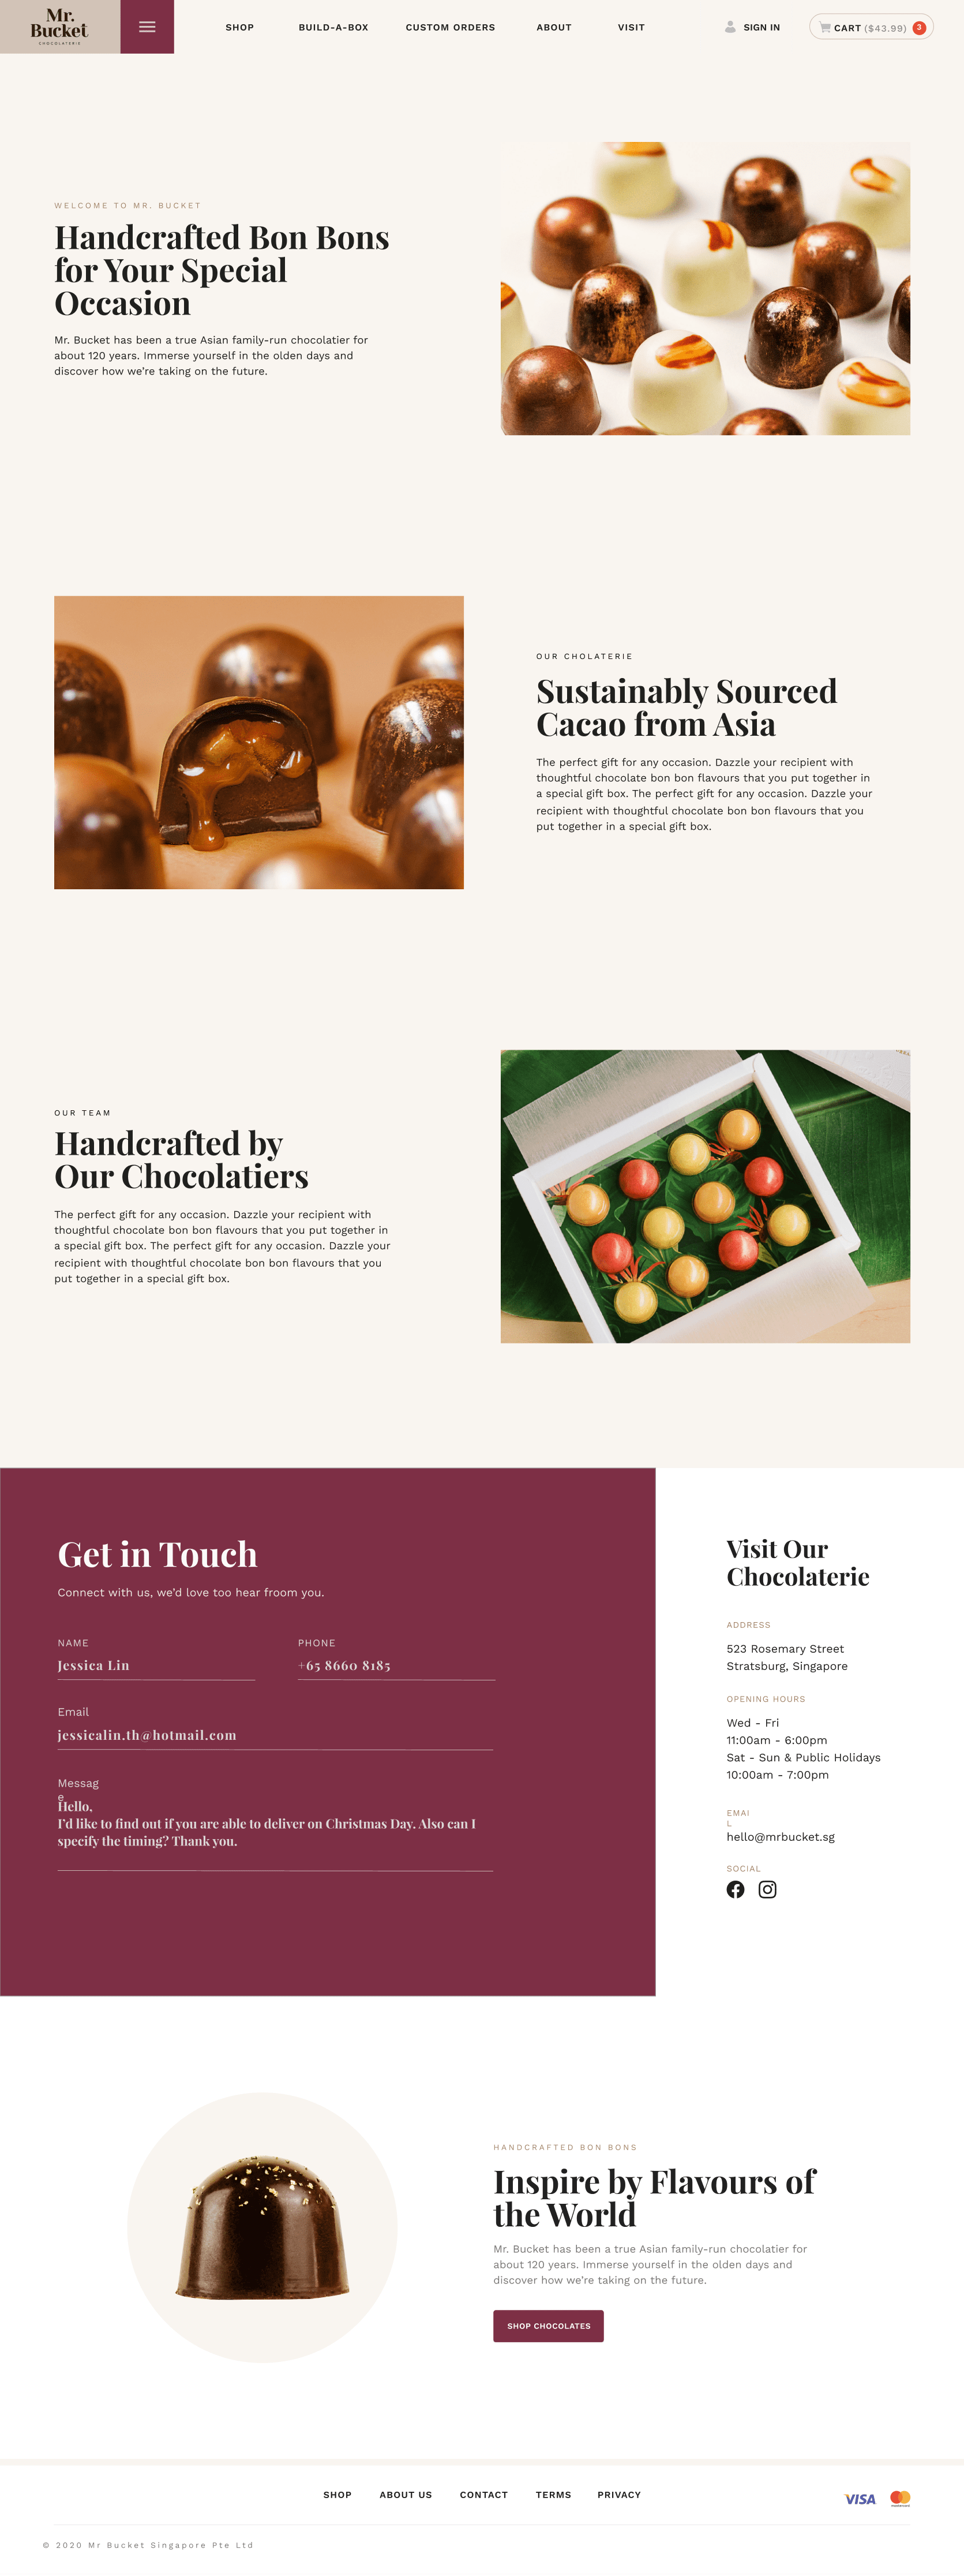 Mr.
Bucket
CHOCOLATERIE
SHOP
BUILD-A-BOX
CUSTOM ORDERS
ABOUT
VISIT
SIGN IN
CART ($43.99) 3
WELCOME TO MR. BUCKET
Handcrafted Bon Bons
for Your Special
Occasion
Mr. Bucket has been a true Asian family-run chocolatier for
about 120 years. Immerse yourself in the olden days and
discover how we’re taking on the future.
OUR CHOLATERIE
Sustainably Sourced
Cacao from Asia
The perfect gift for any occasion. Dazzle your recipient with
thoughtful chocolate bon bon flavours that you put together in
a special gift box. The perfect gift for any occasion. Dazzle your
recipient with thoughtful chocolate bon bon flavours that you
put together in a special gift box.
OUR TEAM
Handcrafted by
Our Chocolatiers
The perfect gift for any occasion. Dazzle your recipient with
thoughtful chocolate bon bon flavours that you put together in
a special gift box. The perfect gift for any occasion. Dazzle your
recipient with thoughtful chocolate bon bon flavours that you
put together in a special gift box.
Get in Touch
Connect with us, we’d love too hear froom you.
NAME
Jessica Lin
PHONE
+65 8660 8185
Email
jessicalin.th@hotmail.com
Messag
e
Hello,
I’d like to find out if you are able to deliver on Christmas Day. Also can I
specify the timing? Thank you.
Visit Our
Chocolaterie
ADDRESS
523 Rosemary Street
Stratsburg, Singapore
OPENING HOURS
Wed - Fri
11:00am - 6:00pm
Sat - Sun & Public Holidays
10:00am - 7:00pm
EMAI
L
hello@mrbucket.sg
SOCIAL
HANDCRAFTED BON BONS
Inspire by Flavours of
the World
Mr. Bucket has been a true Asian family-run chocolatier for
about 120 years. Immerse yourself in the olden days and
discover how we’re taking on the future.
SHOP CHOCOLATES
SHOP
ABOUT US
CONTACT
TERMS
PRIVACY
VISA
© 2020 Mr Bucket Singapore Pte Ltd